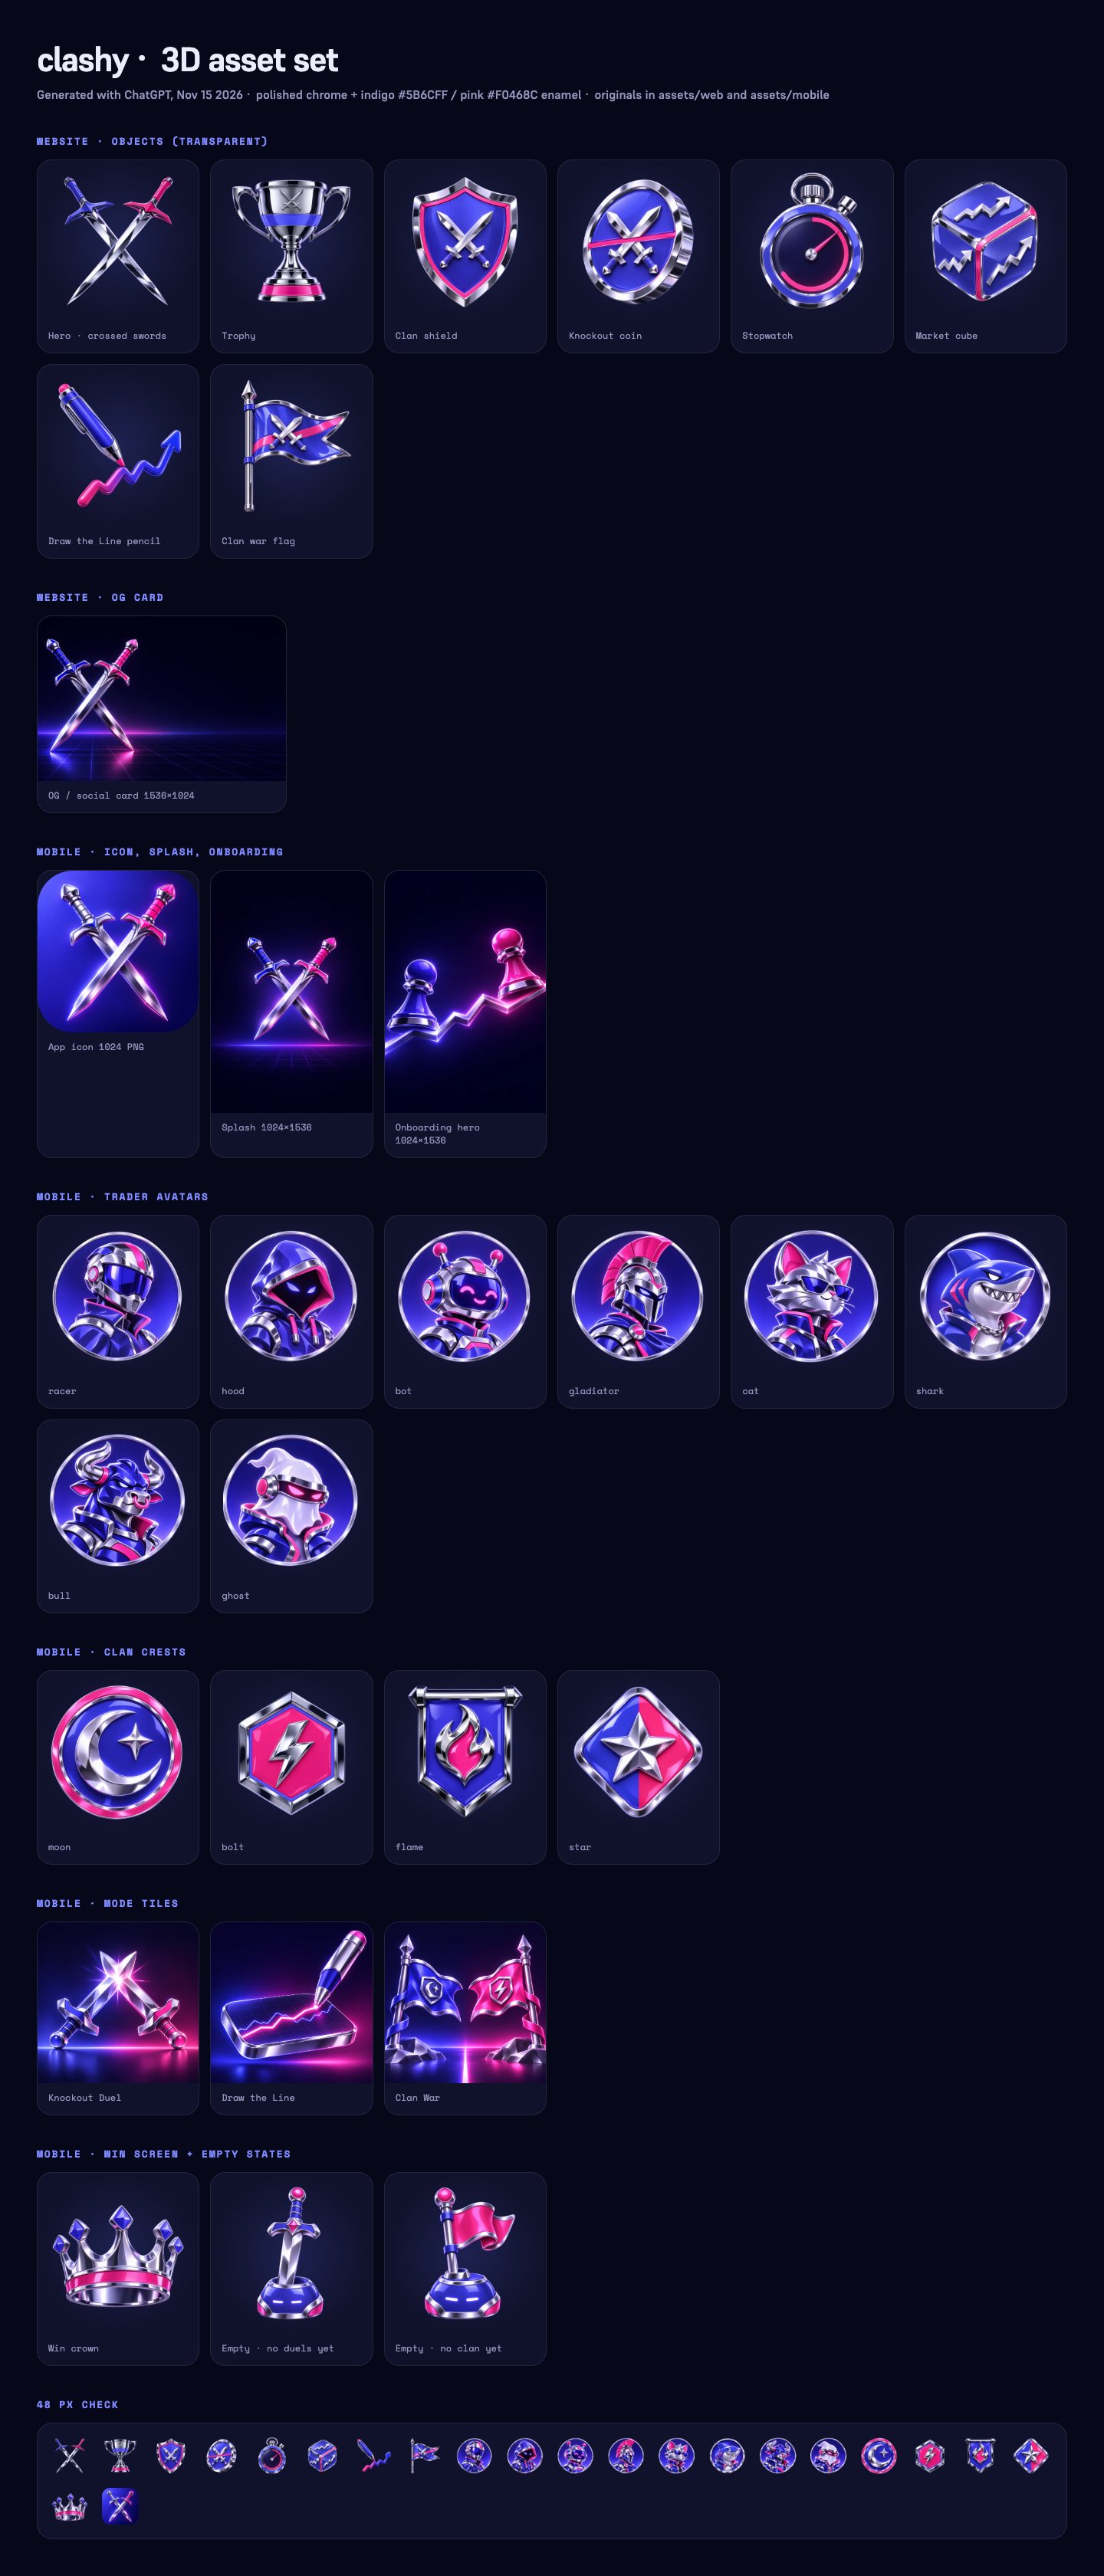 clashy · 3D asset set
Generated with ChatGPT, Nov 15 2026 · polished chrome + indigo #5B6CFF / pink #F0468C enamel · originals in assets/web and assets/mobile
WEBSITE · OBJECTS (TRANSPARENT)
Hero · crossed swords
Trophy
Clan shield
Knockout coin
Stopwatch
Market cube
Draw the Line pencil
Clan war flag
WEBSITE · OG CARD
OG / social card 1536×1024
MOBILE · ICON, SPLASH, ONBOARDING
App icon 1024 PNG
Splash 1024×1536
Onboarding hero
1024×1536
MOBILE · TRADER AVATARS
racer
hood
bot
gladiator
cat
shark
bull
ghost
MOBILE · CLAN CRESTS
moon
bolt
flame
star
MOBILE · MODE TILES
Knockout Duel
Draw the Line
Clan War
MOBILE · WIN SCREEN + EMPTY STATES
Win crown
Empty · no duels yet
Empty · no clan yet
48 PX CHECK